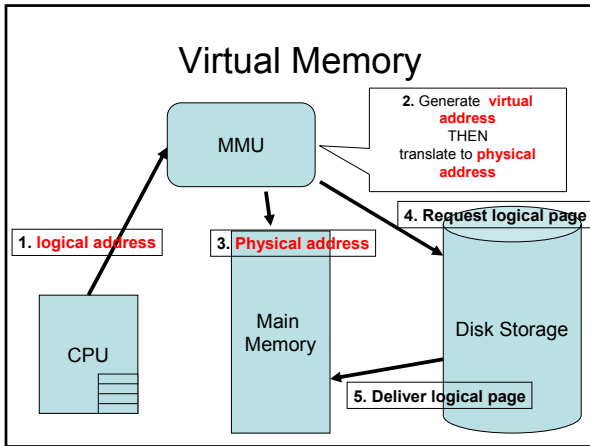 Virtual Memory
MMU
2. Generate virtual
address
THEN
translate to physical
address
4. Request logical page
1. logical address
3. Physical address
CPU
Main
Memory
Disk Storage
5. Deliver logical page